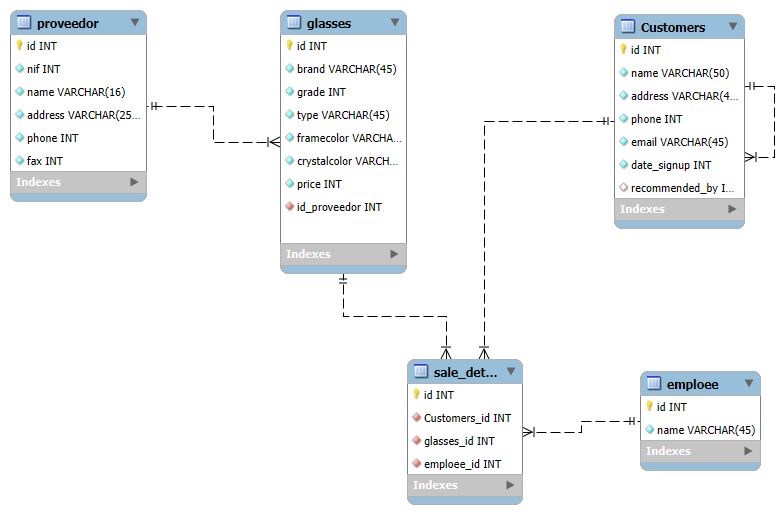 proveedor
id INT
nif INT
name VARCHAR(16)
address VARCHAR(25...
phone INT
fax INT
Indexes
glasses
id INT
brand VARCHAR(45)
grade INT
type VARCHAR(45)
framecolor VARCHA...
crystalcolor VARCH...
price INT
id_proveedor INT
Indexes
Customers
id INT
name VARCHAR(50)
address VARCHAR(4...
phone INT
email VARCHAR(45)
date_signup INT
recommended_by I...
Indexes
sale_det...
id INT
Customers_id INT
glasses_id INT
emploee_id INT
Indexes
emploee
id INT
name VARCHAR(45)
Indexes